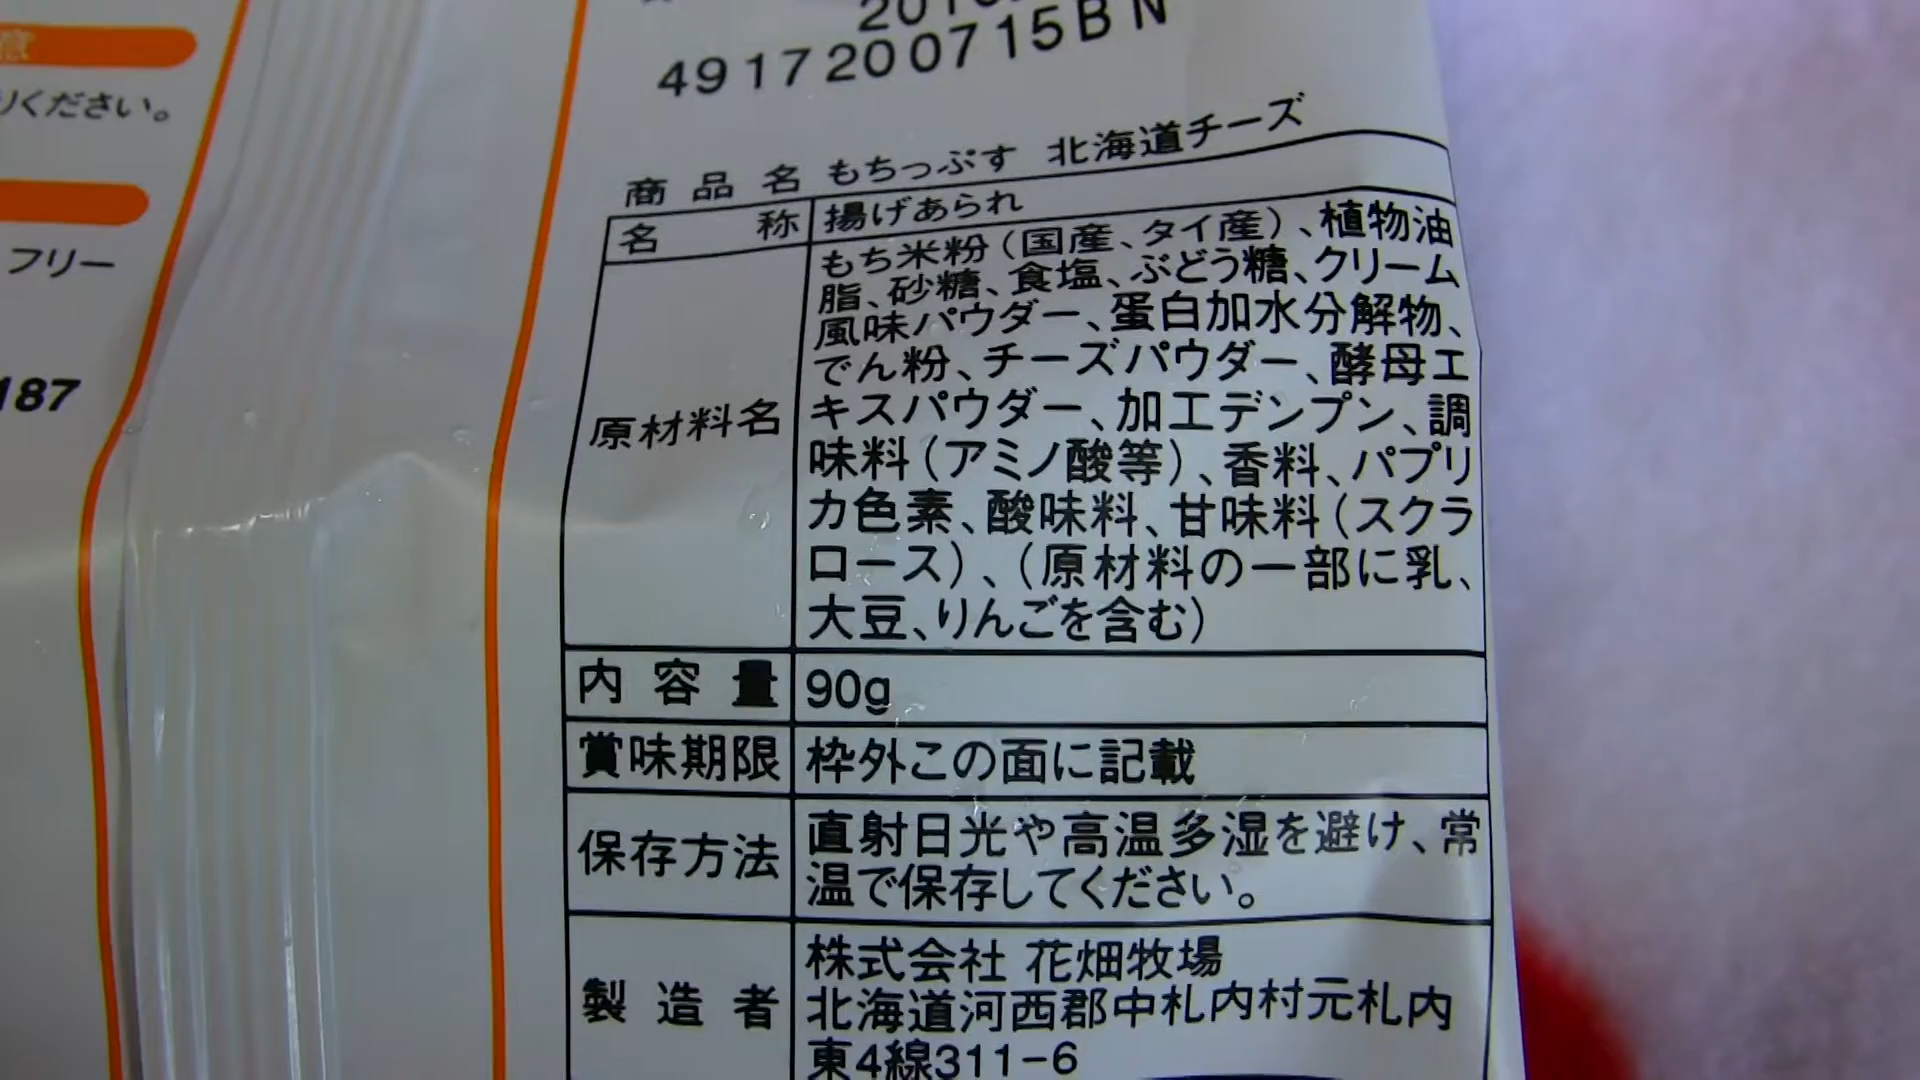 りください。
フリー
187
4917200715BN
商品名 もちっぷす 北海道チーズ
名称 揚げあられ
原材料名
もち米粉(国産、タイ産)、植物油
脂、砂糖、食塩、ぶどう糖、クリーム
風味パウダー、蛋白加水分解物、
でん粉、チーズパウダー、酵母エ
キスパウダー、加工デンプン、調
味料(アミノ酸等)、香料、パプリ
カ色素、酸味料、甘味料(スクラ
ロース)、(原材料の一部に乳、
大豆、りんごを含む)
内容量 90g
賞味期限 枠外この面に記載
保存方法
直射日光や高温多湿を避け、常
温で保存してください。
製造者
株式会社 花畑牧場
北海道河西郡中札内村元札内
東4線311-6